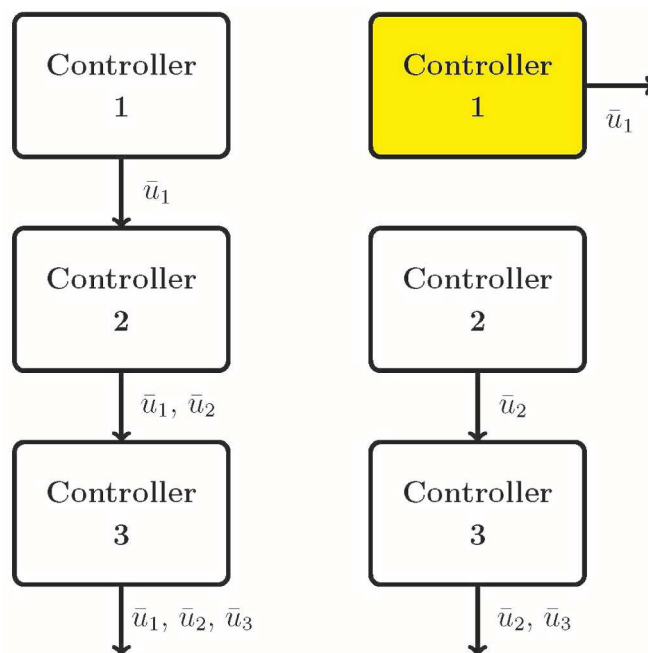 Controller
1
ū₁
Controller
2
ū₁, ū₂
Controller
3
ū₁, ū₂, ū₃
Controller
1
ū₁
Controller
2
ū₂
Controller
3
ū₂, ū₃